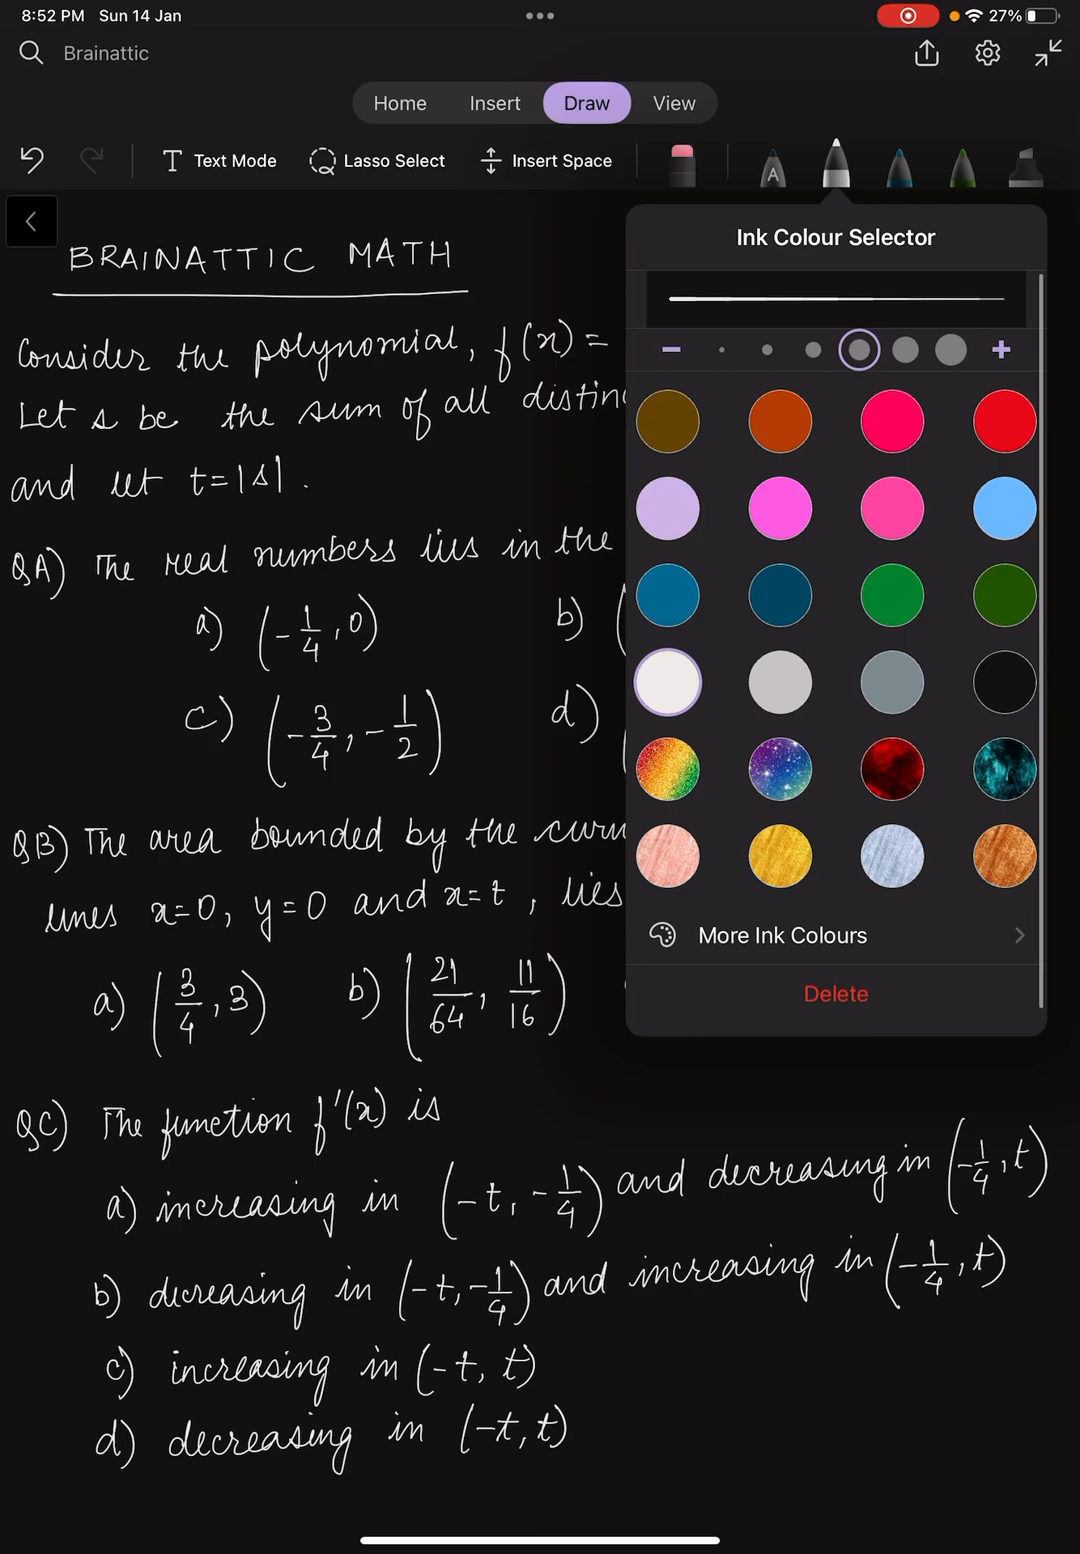 8:52 PM Sun 14 Jan
27%
Brainattic
Home Insert Draw View
Text Mode Lasso Select Insert Space
A
BRAINATTIC MATH
Ink Colour Selector
Consider the polynomial, f(x) =
Let s be the sum of all distinc
and let t=|s|.
QA) The real numbers lies in the
a) (-1/4, 0) b) (
c) (-3/4, -1/2) d) (
QB) The area bounded by the curv
lines x=0, y=0 and x=t, lies
a) (3/4, 3) b) (21/64, 11/16)
More Ink Colours
Delete
QC) The function f'(x) is
a) increasing in (-t, -1/4) and decreasing in (-1/4, t)
b) decreasing in (-t, -1/4) and increasing in (-1/4, t)
c) increasing in (-t, t)
d) decreasing in (-t, t)